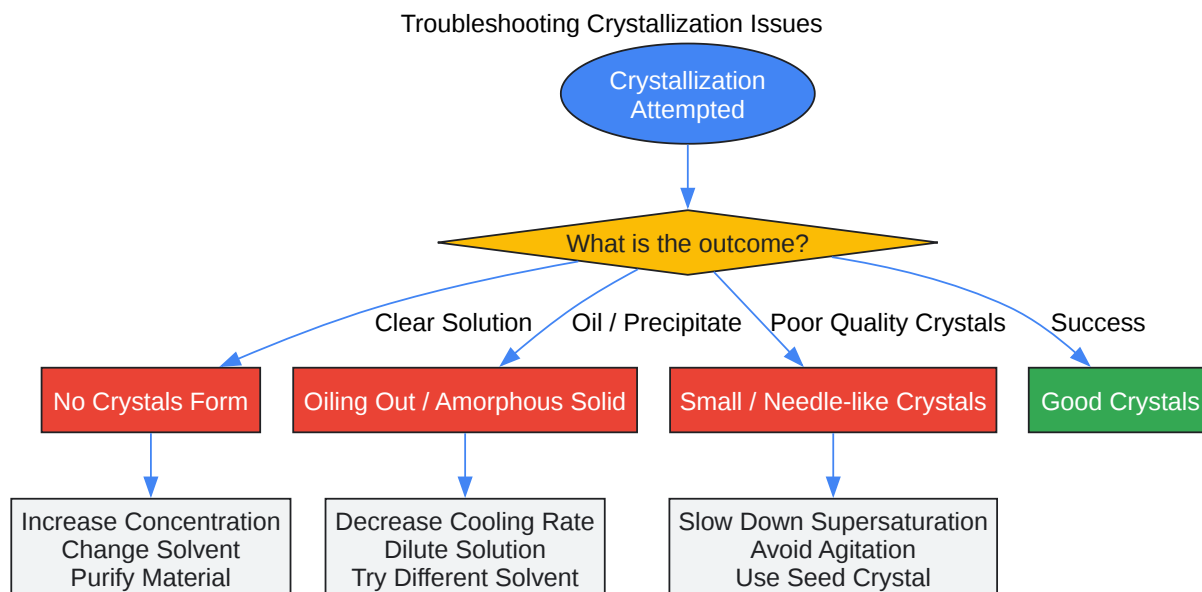 Troubleshooting Crystallization Issues
Crystallization
Attempted
What is the outcome?
Clear Solution
Oil / Precipitate
Poor Quality Crystals
Success
No Crystals Form
Oiling Out / Amorphous Solid
Small / Needle-like Crystals
Good Crystals
Increase Concentration
Change Solvent
Purify Material
Decrease Cooling Rate
Dilute Solution
Try Different Solvent
Slow Down Supersaturation
Avoid Agitation
Use Seed Crystal